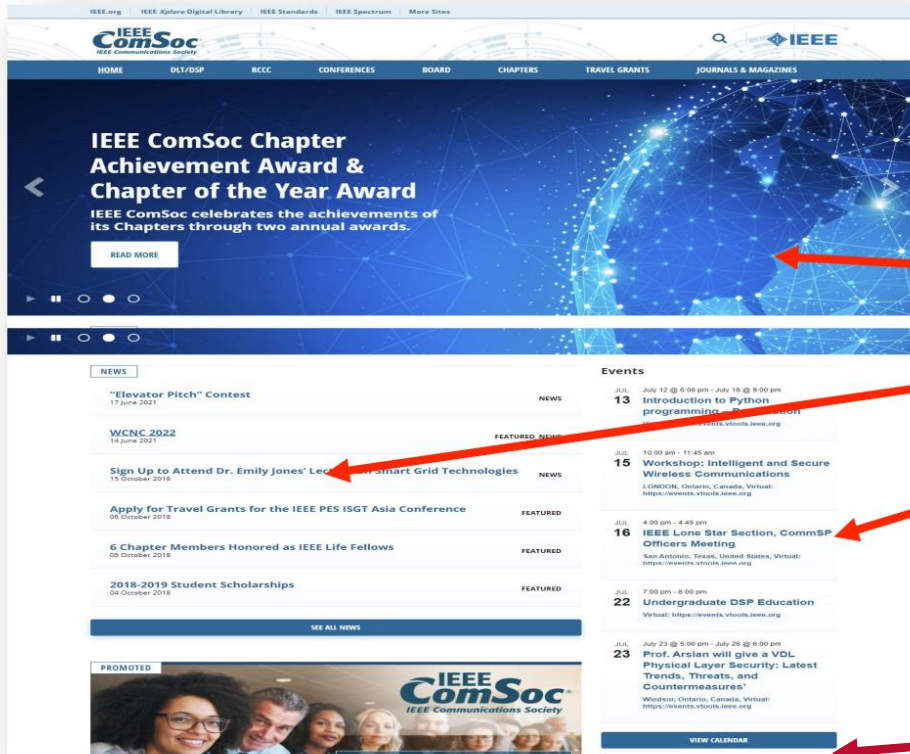 IEEE.org IEEE Xplore Digital Library IEEE Standards IEEE Spectrum More Sites
IEEE
ComSoc
IEEE Communications Society
IEEE
HOME DLT/DSP RCCC CONFERENCES BOARD CHAPTERS TRAVEL GRANTS JOURNALS & MAGAZINES
IEEE ComSoc Chapter
Achievement Award &
Chapter of the Year Award
IEEE ComSoc celebrates the achievements of
its Chapters through two annual awards.
READ MORE
NEWS
"Elevator Pitch" Contest
17 June 2021
NEWS
WCNC 2022
14 June 2021
FEATURED, NEWS
Sign Up to Attend Dr. Emily Jones' Smart Grid Technologies
15 October 2018
NEWS
Apply for Travel Grants for the IEEE PES ISGT Asia Conference
06 October 2018
FEATURED
6 Chapter Members Honored as IEEE Life Fellows
05 October 2018
FEATURED
2018-2019 Student Scholarships
04 October 2018
FEATURED
SEE ALL NEWS
PROMOTED
IEEE
ComSoc
IEEE Communications Society
Events
JUL July 12 @ 6:00 pm - July 16 @ 9:00 pm
13 Introduction to Python
programming
events.vtools.ieee.org
JUL 10:00 am - 11:45 am
15 Workshop: Intelligent and Secure
Wireless Communications
LONDON, Ontario, Canada, Virtual:
https://events.vtools.ieee.org
JUL 4:00 pm - 4:45 pm
16 IEEE Lone Star Section, CommSP
Officers Meeting
San Antonio, Texas, United States, Virtual:
https://events.vtools.ieee.org
JUL 7:00 pm - 8:00 pm
22 Undergraduate DSP Education
Virtual: https://events.vtools.ieee.org
JUL July 23 @ 5:00 pm - July 26 @ 6:00 pm
23 Prof. Arslan will give a VDL
Physical Layer Security: Latest
Trends, Threats, and
Countermeasures'
Windsor, Ontario, Canada, Virtual:
https://events.vtools.ieee.org
VIEW CALENDAR